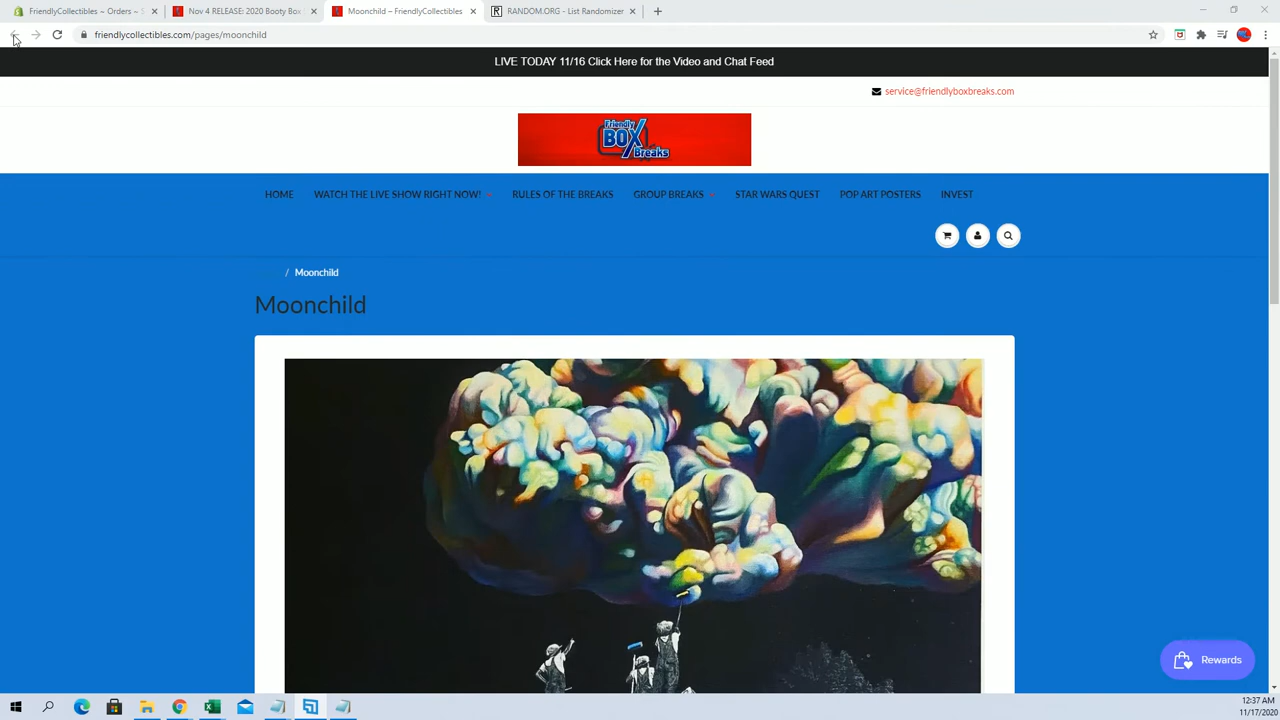 FriendlyCollectibles ~ Orders ~ S
Nov 4 RELEASE: 2020 Booty Box
Moonchild – FriendlyCollectibles
RANDOM.ORG - List Randomizer
friendlycollectibles.com/pages/moonchild
LIVE TODAY 11/16 Click Here for the Video and Chat Feed
service@friendlyboxbreaks.com
Friendly
BOX
Breaks
HOME
WATCH THE LIVE SHOW RIGHT NOW!
RULES OF THE BREAKS
GROUP BREAKS
STAR WARS QUEST
POP ART POSTERS
INVEST
/ Moonchild
Moonchild
Rewards
12:37 AM
11/17/2020